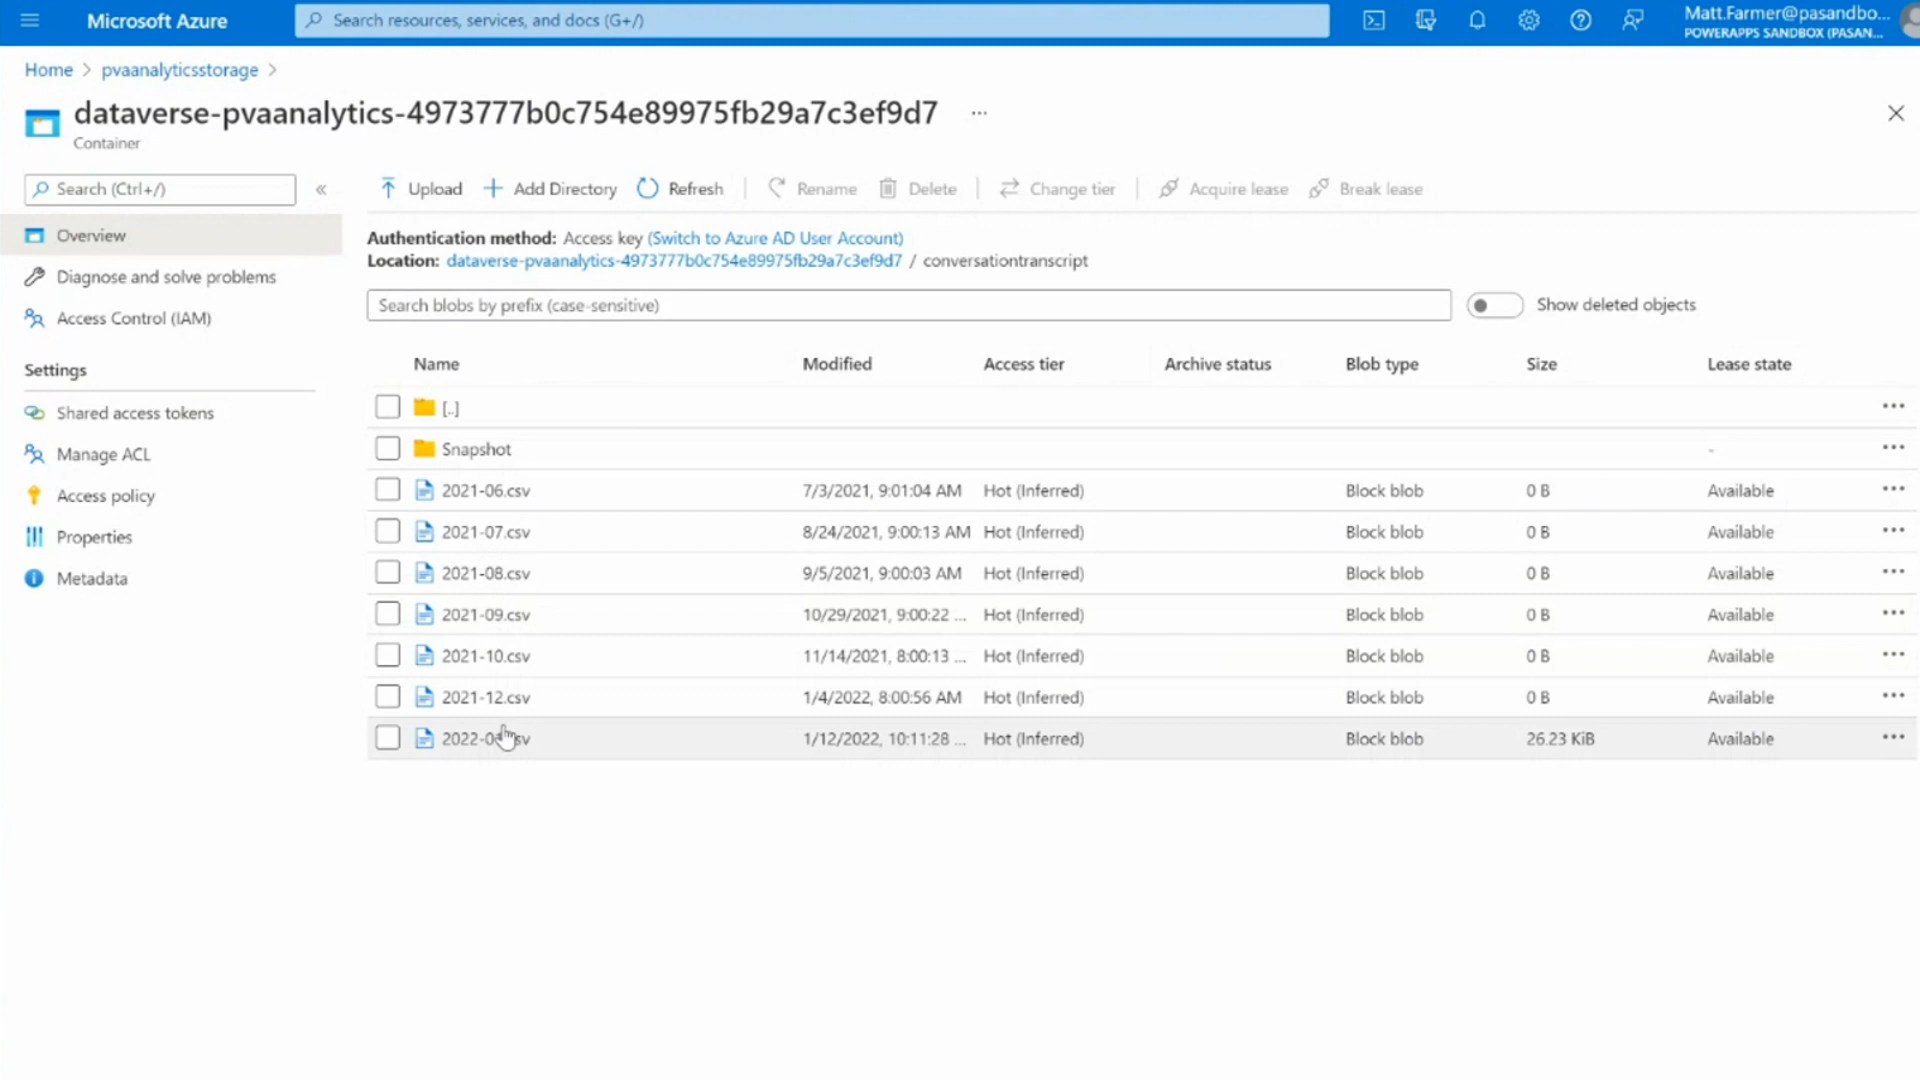 Microsoft Azure
Search resources, services, and docs (G+/)
Matt.Farmer@pasandbo...
POWERAPPS SANDBOX (PASAN...
Home > pvaanalyticsstorage >
dataverse-pvaanalytics-4973777b0c754e89975fb29a7c3ef9d7 ...
Container
Search (Ctrl+/) «
Upload Add Directory Refresh Rename Delete Change tier Acquire lease Break lease
Overview
Diagnose and solve problems
Access Control (IAM)
Settings
Shared access tokens
Manage ACL
Access policy
Properties
Metadata
Authentication method: Access key (Switch to Azure AD User Account)
Location: dataverse-pvaanalytics-4973777b0c754e89975fb29a7c3ef9d7 / conversationtranscript
Search blobs by prefix (case-sensitive) Show deleted objects
Name Modified Access tier Archive status Blob type Size Lease state
[..] ...
Snapshot - ...
2021-06.csv 7/3/2021, 9:01:04 AM Hot (Inferred) Block blob 0 B Available ...
2021-07.csv 8/24/2021, 9:00:13 AM Hot (Inferred) Block blob 0 B Available ...
2021-08.csv 9/5/2021, 9:00:03 AM Hot (Inferred) Block blob 0 B Available ...
2021-09.csv 10/29/2021, 9:00:22 ... Hot (Inferred) Block blob 0 B Available ...
2021-10.csv 11/14/2021, 8:00:13 ... Hot (Inferred) Block blob 0 B Available ...
2021-12.csv 1/4/2022, 8:00:56 AM Hot (Inferred) Block blob 0 B Available ...
1/12/2022, 10:11:28 ... Hot (Inferred) Block blob 26.23 KiB Available ...